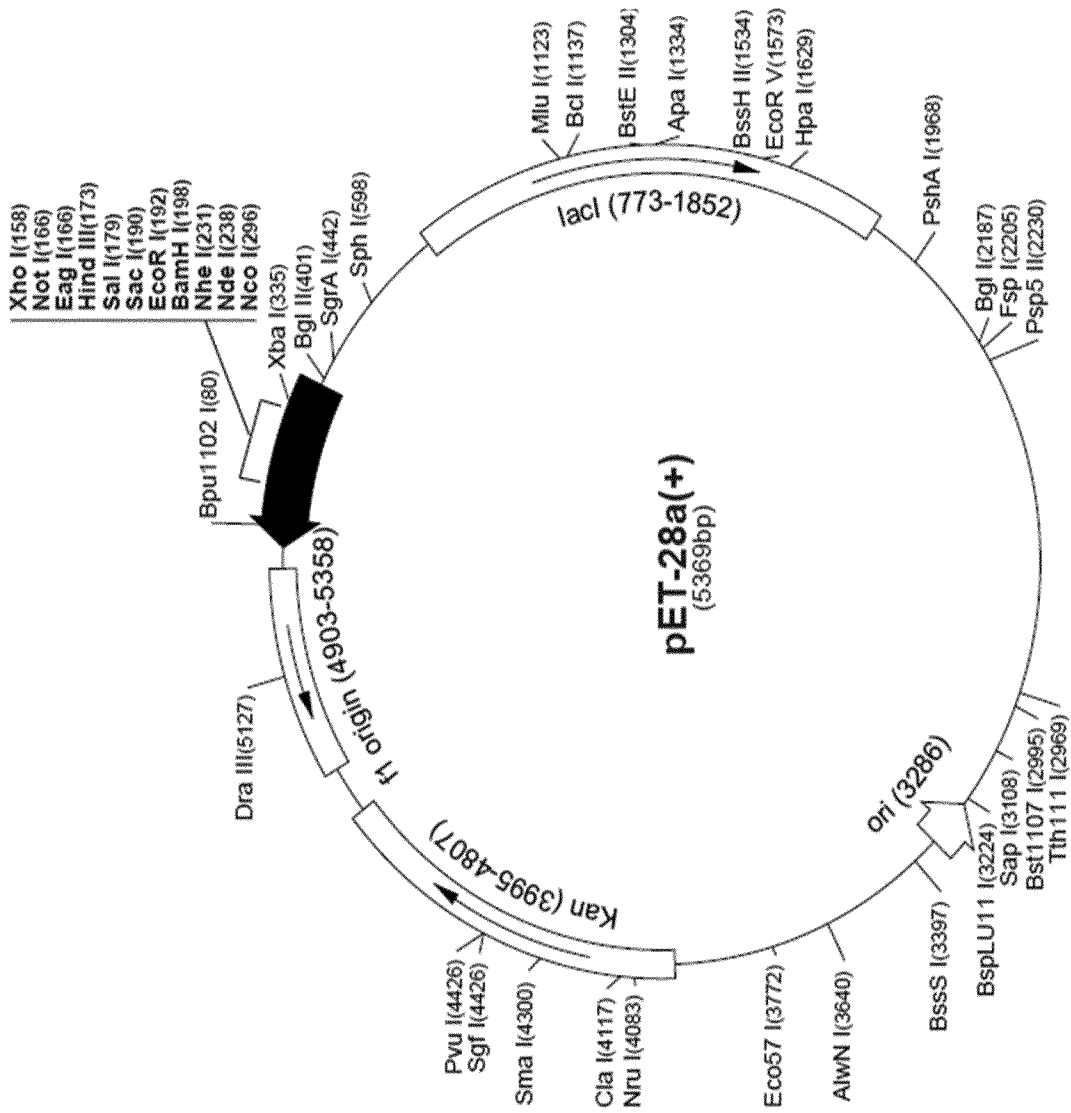 Xho I(158)
Not I(166)
Eag I(166)
Hind III(173)
Sal I(179)
Sac I(190)
EcoR I(192)
BamH I(198)
Nhe I(231)
Nde I(238)
Nco I(296)
Bpu1102 I(80)
Xba I(335)
Bgl II(401)
SgrA I(442)
Sph I(598)
Mlu I(1123)
Bcl I(1137)
BstE II(1304)
Apa I(1334)
BssH II(1534)
EcoR V(1573)
Hpa I(1629)
lacI (773-1852)
PshA I(1968)
Bgl I(2187)
Fsp I(2205)
Psp5 II(2230)
pET-28a(+)
(5369bp)
Tth111 I(2969)
Bst1107 I(2995)
Sap I(3108)
BspLU11 I(3224)
ori (3286)
BssS I(3397)
AlwN I(3640)
Eco57 I(3772)
Nru I(4083)
Cla I(4117)
Sma I(4300)
Sgf I(4426)
Pvu I(4426)
Kan (3995-4807)
f1 origin (4903-5358)
Dra III(5127)